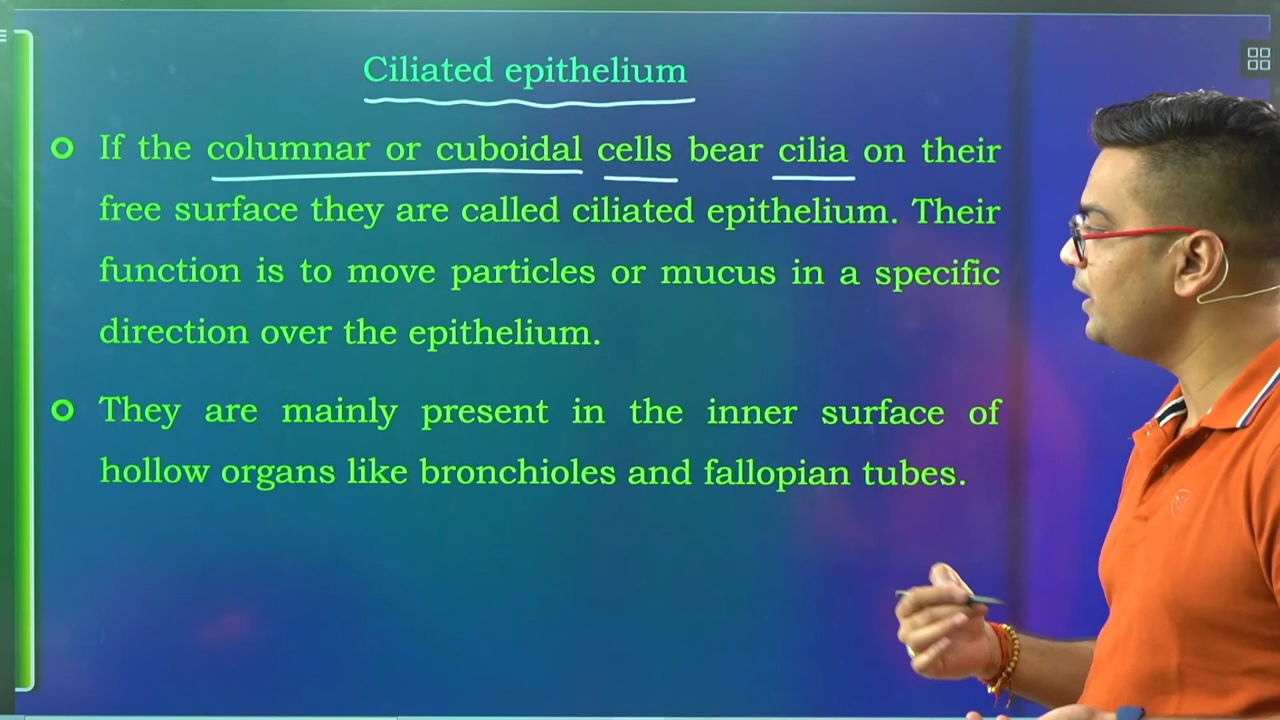 Ciliated epithelium
If the columnar or cuboidal cells bear cilia on their
free surface they are called ciliated epithelium. Their
function is to move particles or mucus in a specific
direction over the epithelium.
They are mainly present in the inner surface of
hollow organs like bronchioles and fallopian tubes.